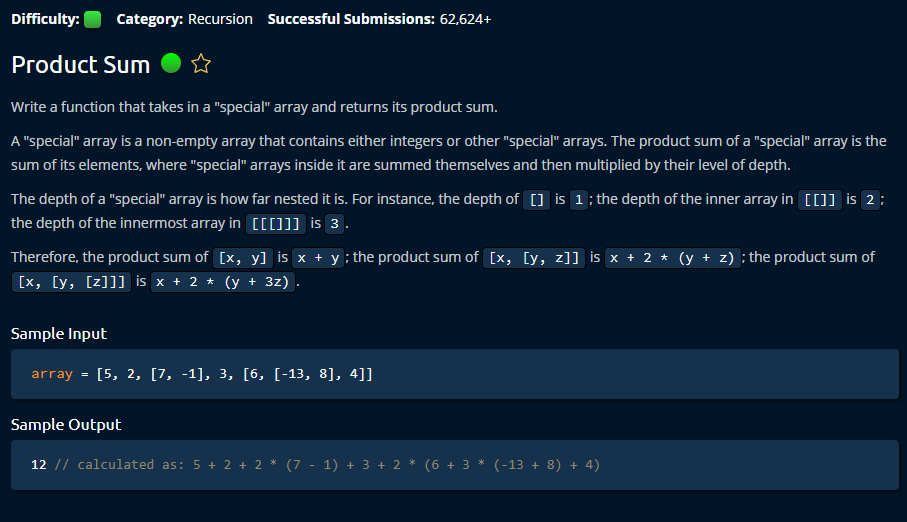 Difficulty: Category: Recursion Successful Submissions: 62,624+
Product Sum
Write a function that takes in a "special" array and returns its product sum.
A "special" array is a non-empty array that contains either integers or other "special" arrays. The product sum of a "special" array is the
sum of its elements, where "special" arrays inside it are summed themselves and then multiplied by their level of depth.
The depth of a "special" array is how far nested it is. For instance, the depth of [] is 1; the depth of the inner array in [[]] is 2;
the depth of the innermost array in [[[]]] is 3.
Therefore, the product sum of [x, y] is x + y; the product sum of [x, [y, z]] is x + 2 * (y + z); the product sum of
[x, [y, [z]]] is x + 2 * (y + 3z).
Sample Input
array = [5, 2, [7, -1], 3, [6, [-13, 8], 4]]
Sample Output
12 // calculated as: 5 + 2 + 2 * (7 - 1) + 3 + 2 * (6 + 3 * (-13 + 8) + 4)